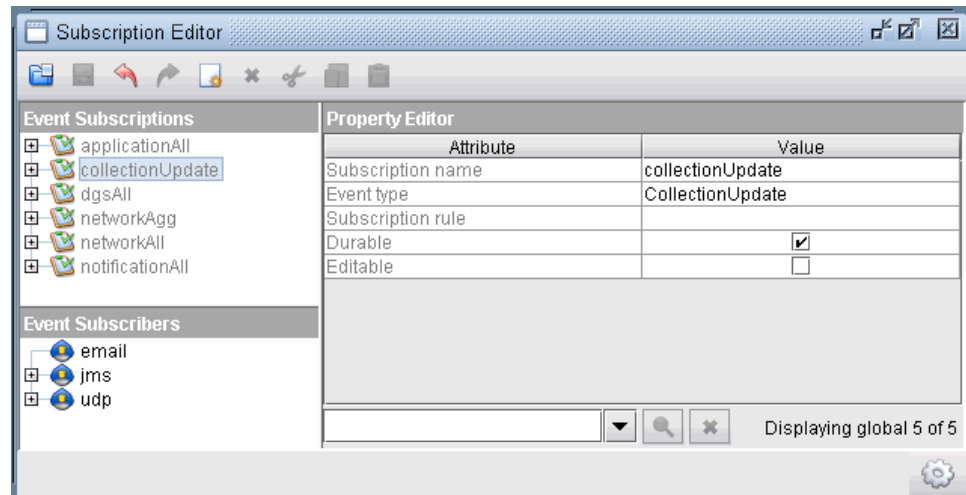 Subscription Editor
Event Subscriptions
applicationAll
collectionUpdate
dgsAll
networkAgg
networkAll
notificationAll
Event Subscribers
email
jms
udp
Property Editor
Attribute Value
Subscription name collectionUpdate
Event type CollectionUpdate
Subscription rule
Durable
Editable
Displaying global 5 of 5